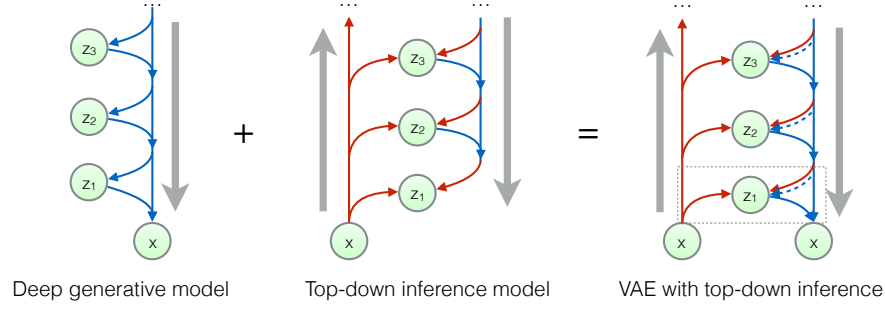 ... ... ... ... ...
z3 z3 z3
z2 + z2 = z2
z1 z1 z1
x x x x
Deep generative model Top-down inference model VAE with top-down inference